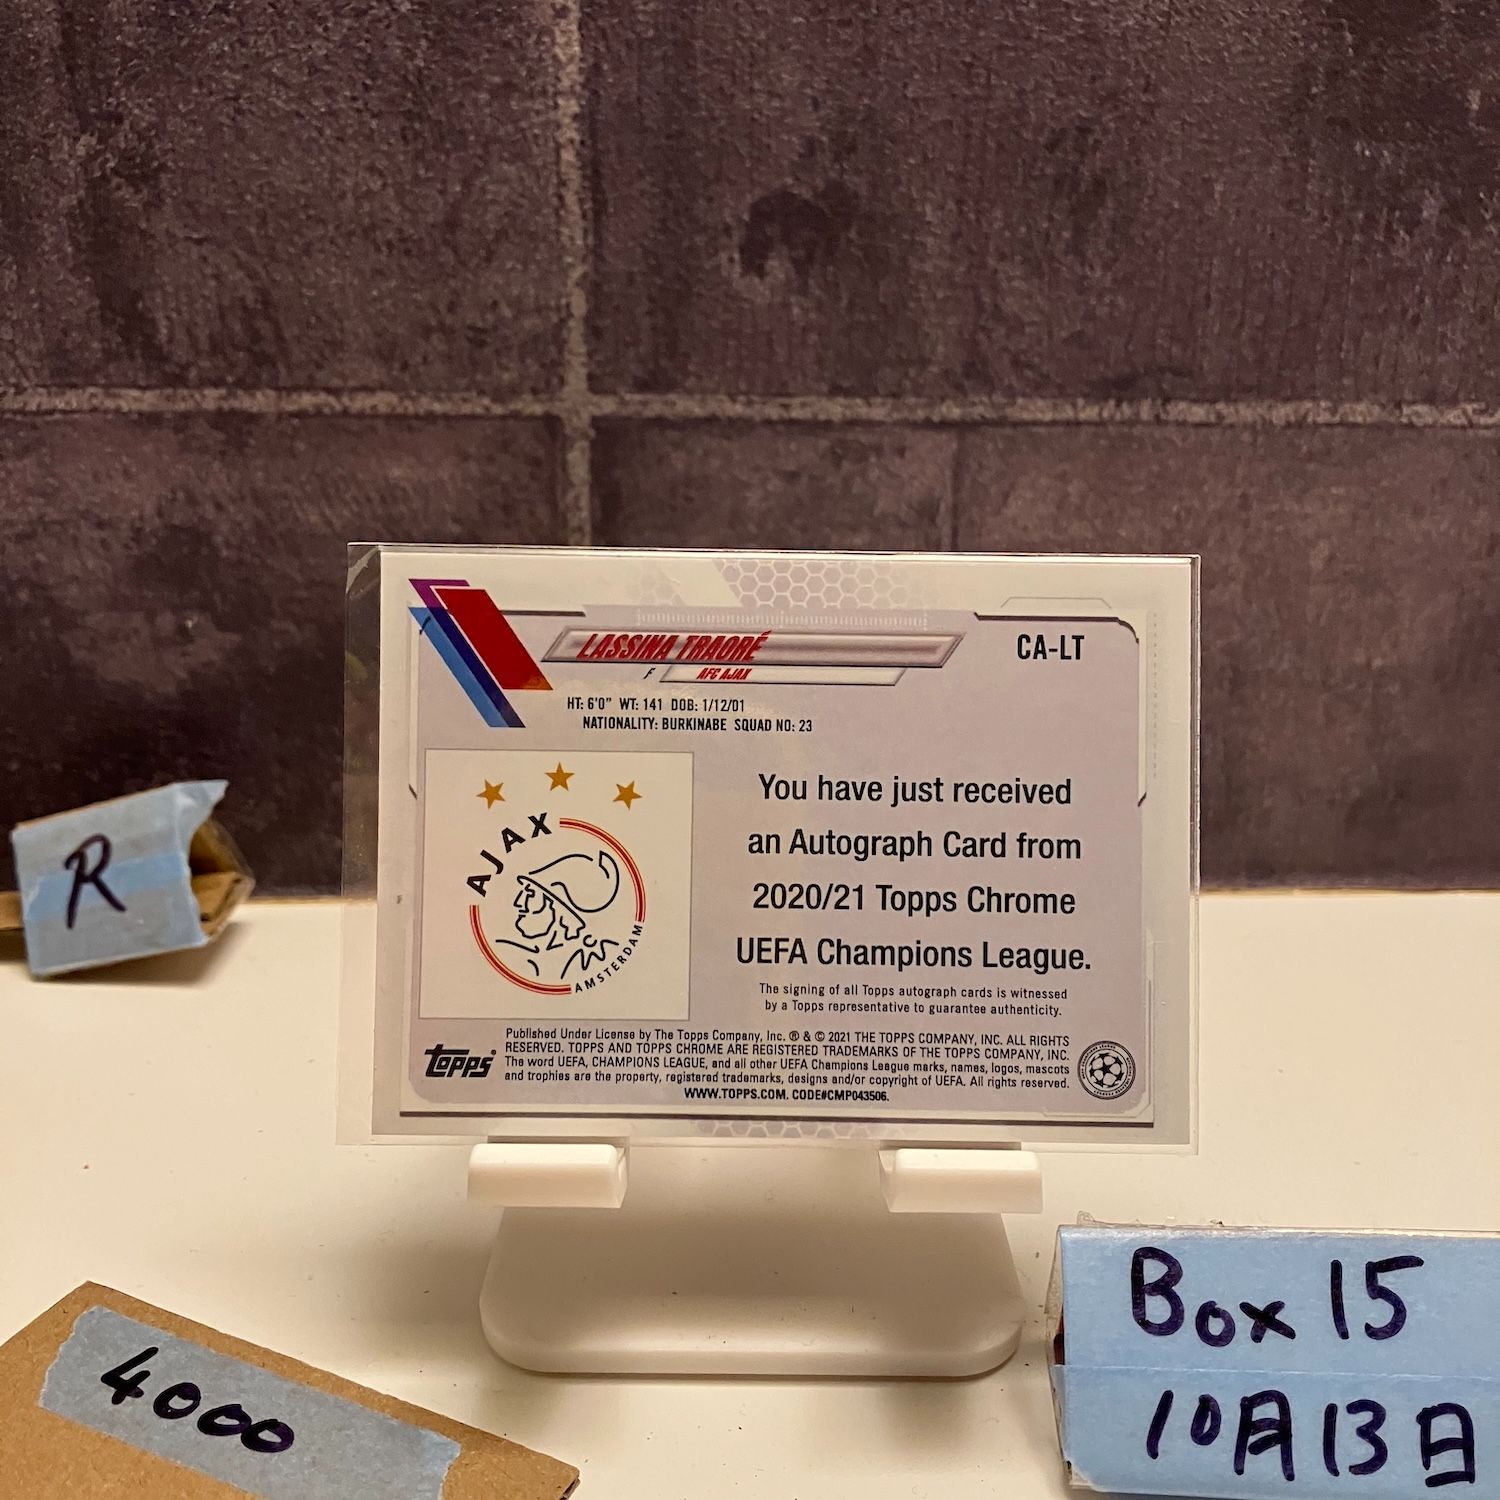 LASSINA TRAORÉ
CA-LT
F AFC AJAX
HT: 6'0" WT: 141 DOB: 1/12/01
NATIONALITY: BURKINABE SQUAD NO: 23
AJAX
AMSTERDAM
You have just received
an Autograph Card from
2020/21 Topps Chrome
UEFA Champions League.
The signing of all Topps autograph cards is witnessed
by a Topps representative to guarantee authenticity.
topps
Published Under License by The Topps Company, Inc. ® & © 2021 THE TOPPS COMPANY, INC. ALL RIGHTS
RESERVED. TOPPS AND TOPPS CHROME ARE REGISTERED TRADEMARKS OF THE TOPPS COMPANY, INC.
The word UEFA, CHAMPIONS LEAGUE, and all other UEFA Champions League marks, names, logos, mascots
and trophies are the property, registered trademarks, designs and/or copyright of UEFA. All rights reserved.
WWW.TOPPS.COM. CODE#CMP043506.
R
4000
Box 15
10月13日